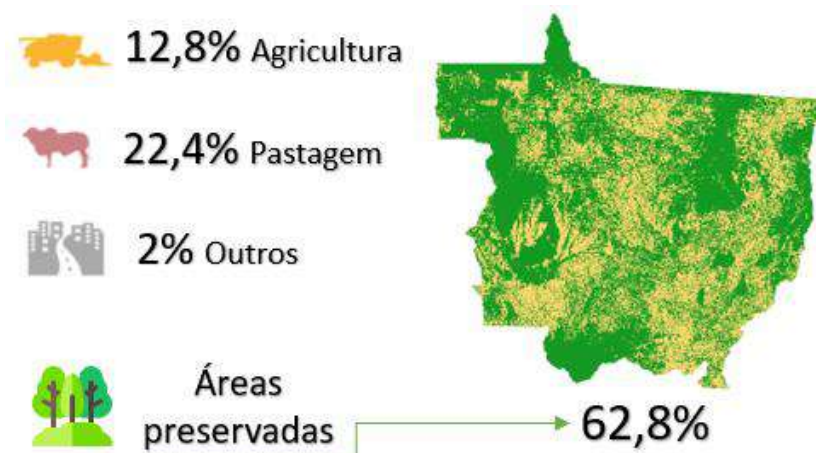 12,8% Agricultura
22,4% Pastagem
2% Outros
Áreas
preservadas
62,8%